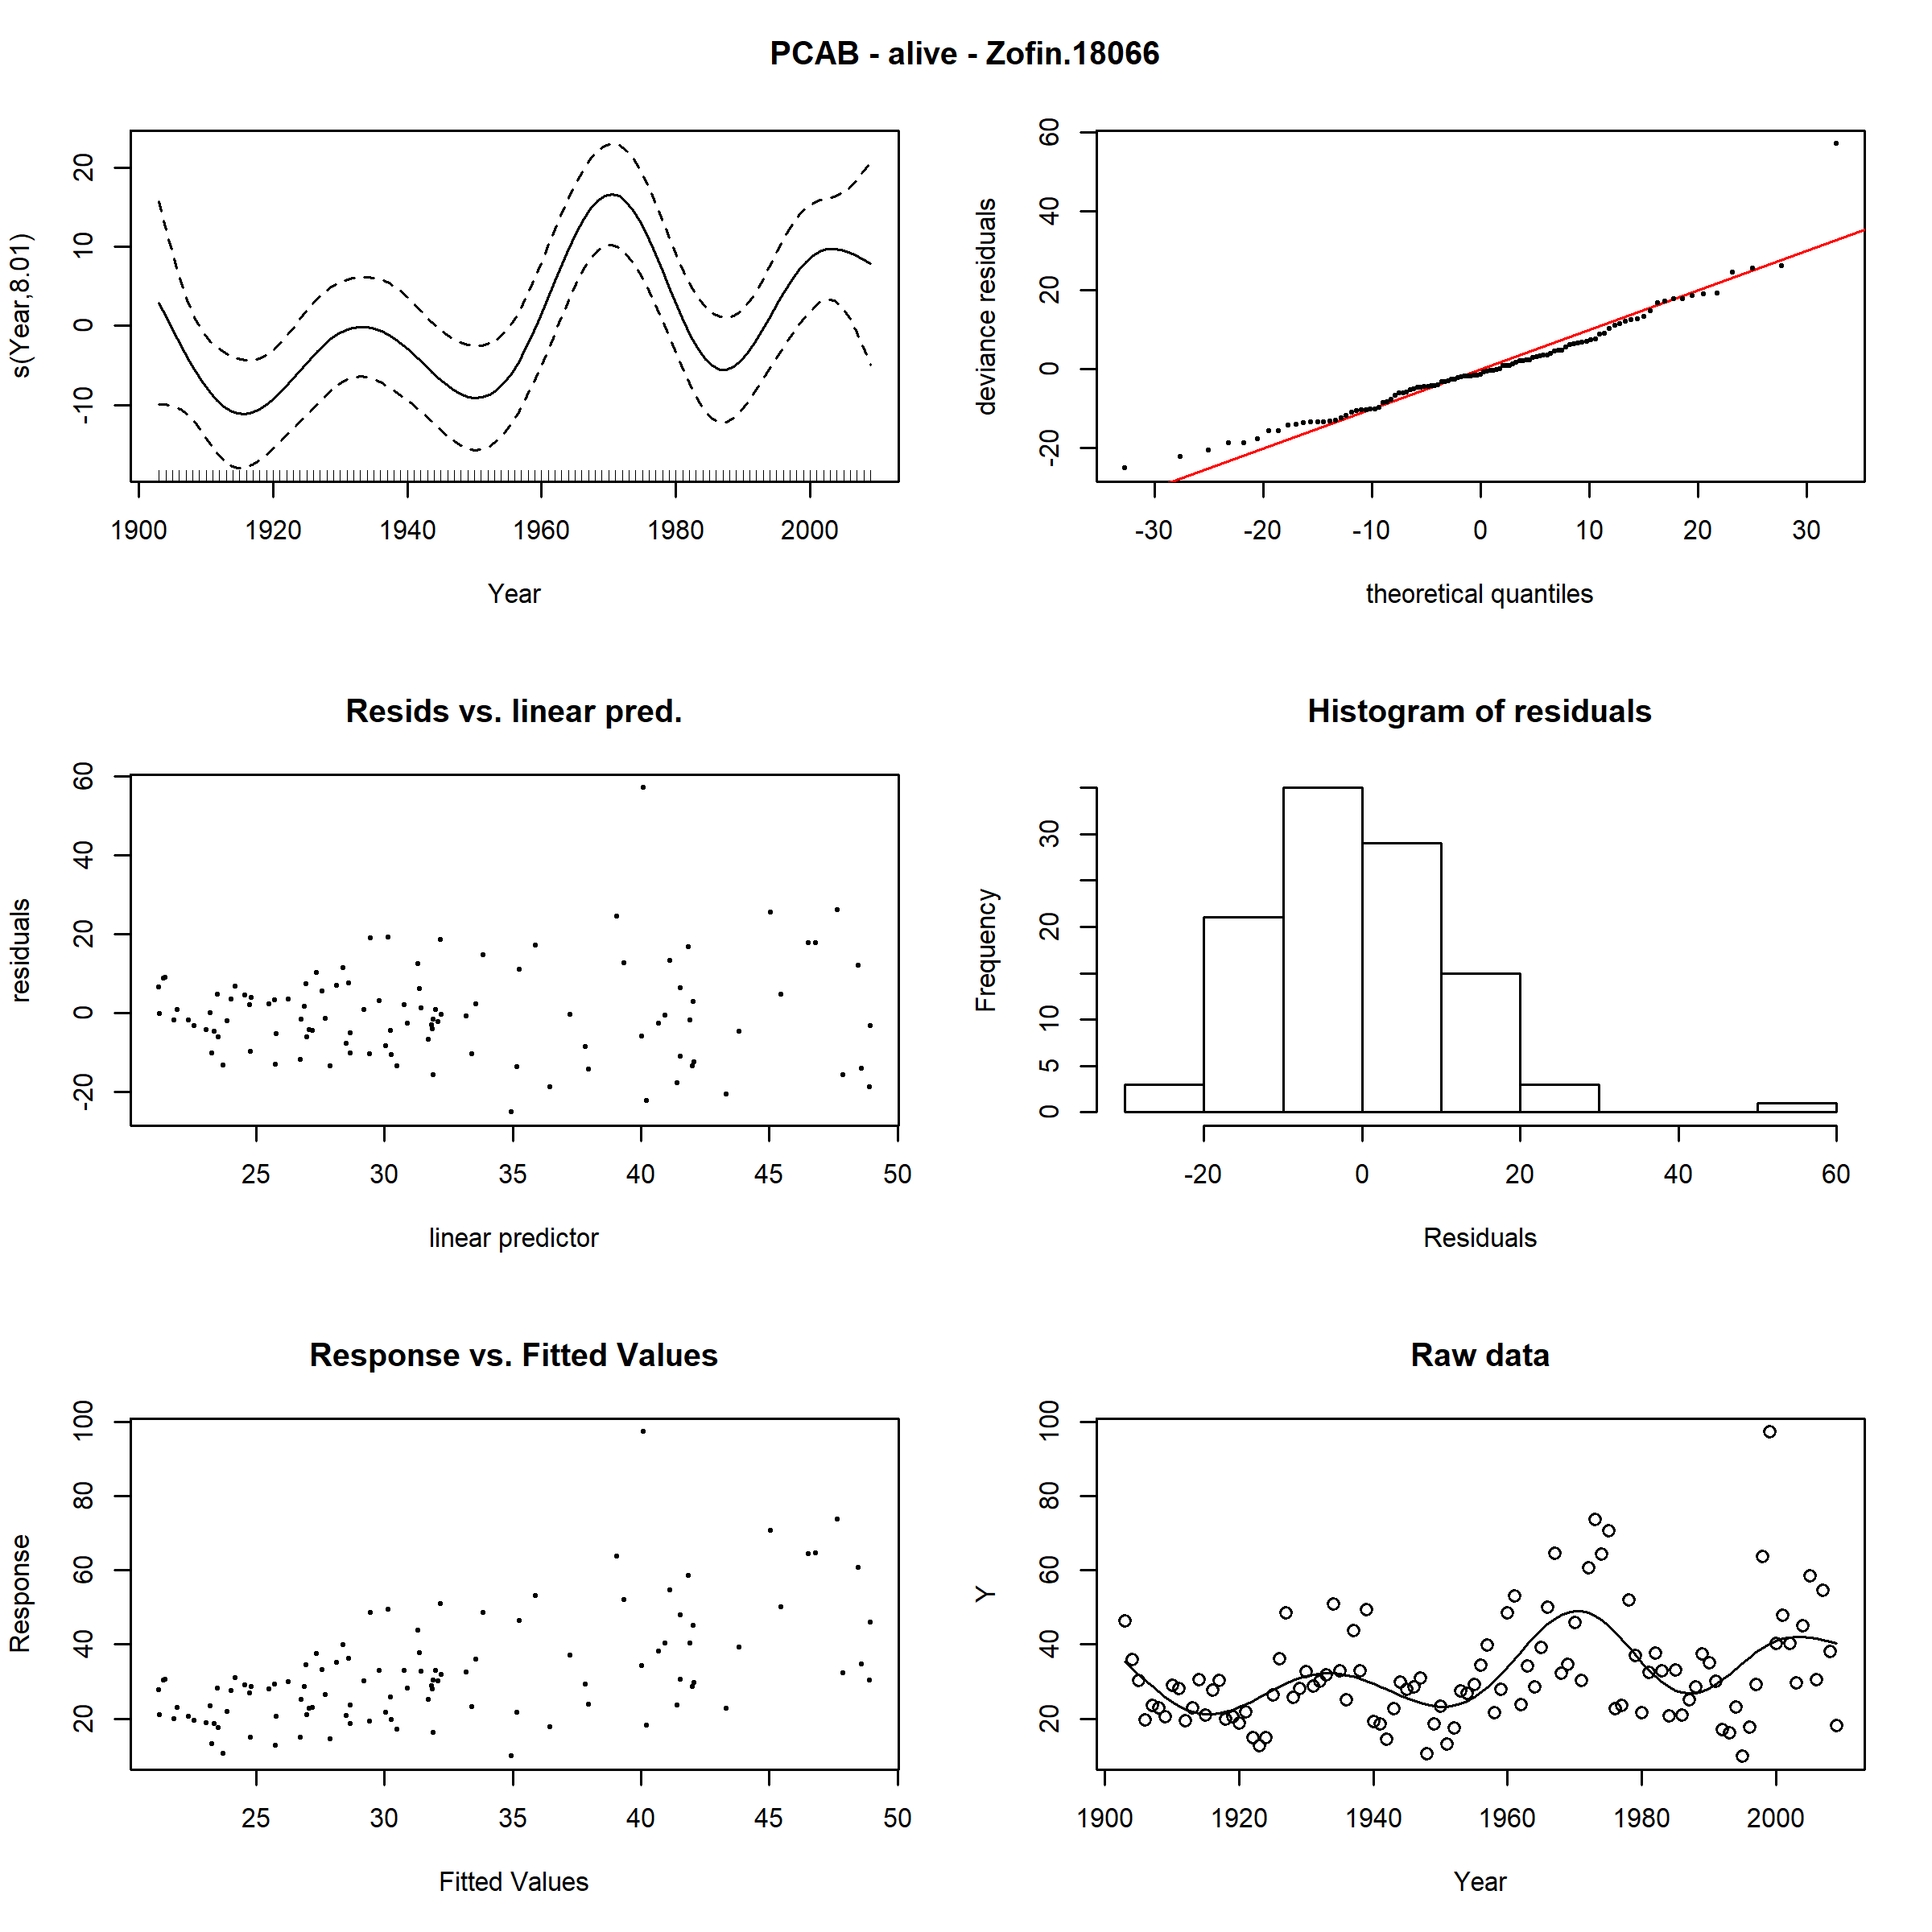 PCAB - alive - Zofin.18066
s(Year,8.01)
20
10
0
-10
1900 1920 1940 1960 1980 2000
Year
deviance residuals
60
40
20
0
-20
-30 -20 -10 0 10 20 30
theoretical quantiles
Resids vs. linear pred.
residuals
60
40
20
0
-20
25 30 35 40 45 50
linear predictor
Histogram of residuals
Frequency
30
20
10
5
0
-20 0 20 40 60
Residuals
Response vs. Fitted Values
Response
100
80
60
40
20
25 30 35 40 45 50
Fitted Values
Raw data
Y
100
80
60
40
20
1900 1920 1940 1960 1980 2000
Year